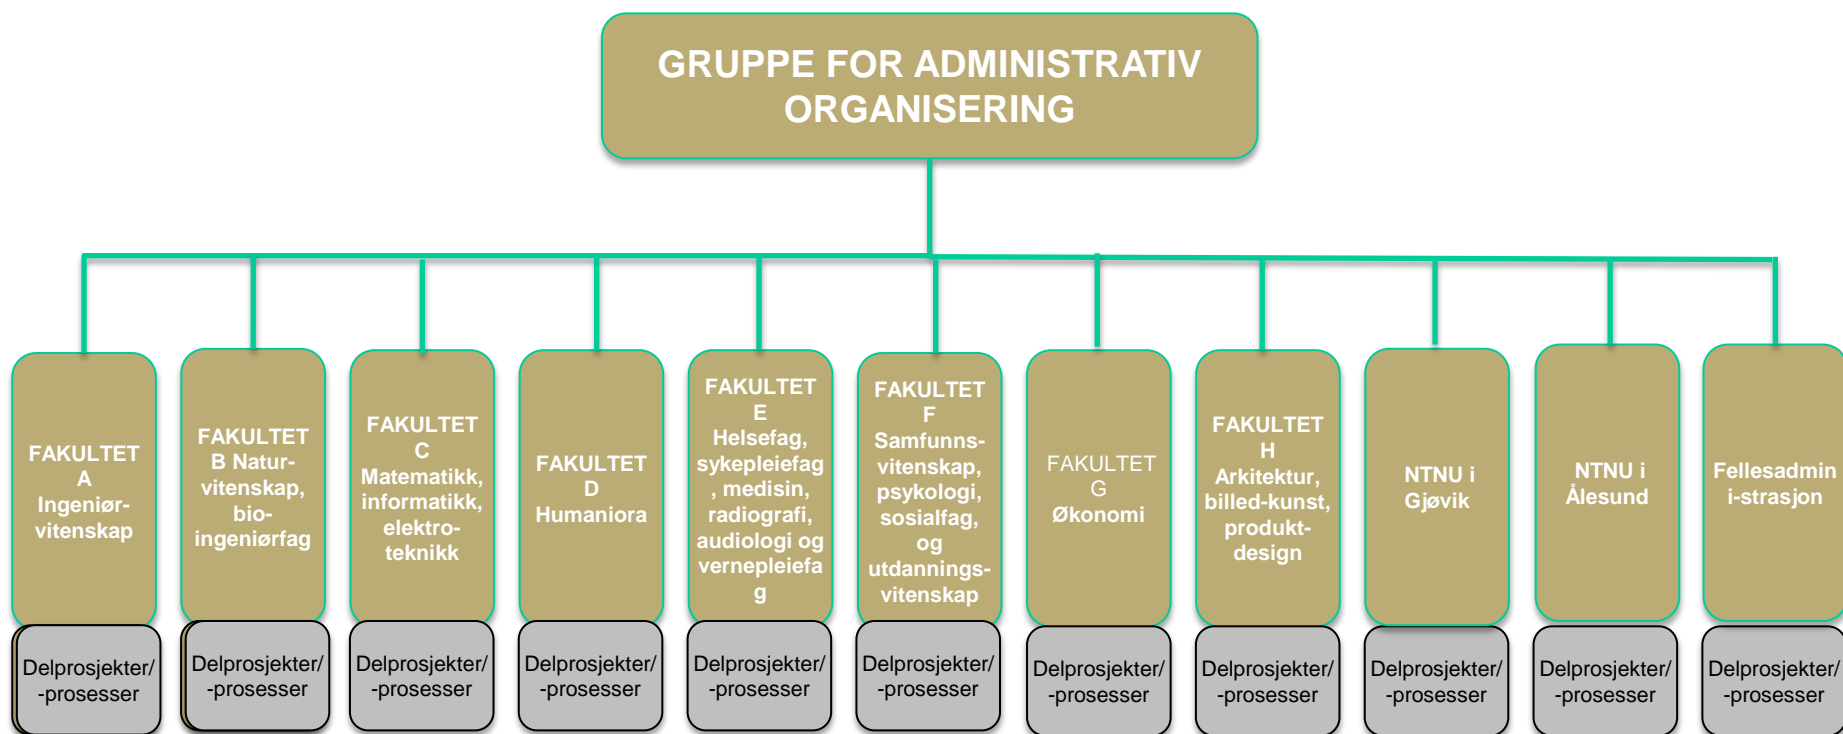 GRUPPE FOR ADMINISTRATIV
ORGANISERING
FAKULTET
A
Ingeniør-
vitenskap
FAKULTET
B Natur-
vitenskap,
bio-
ingeniørfag
FAKULTET
C
Matematikk,
informatikk,
elektro-
teknikk
FAKULTET
D
Humaniora
FAKULTET
E
Helsefag,
sykepleiefag
, medisin,
radiografi,
audiologi og
vernepleiefa
g
FAKULTET
F
Samfunns-
vitenskap,
psykologi,
sosialfag,
og
utdannings-
vitenskap
FAKULTET
G
Økonomi
FAKULTET
H
Arkitektur,
billed-kunst,
produkt-
design
NTNU i
Gjøvik
NTNU i
Ålesund
Fellesadmin
i-strasjon
Delprosjekter/
-prosesser
Delprosjekter/
-prosesser
Delprosjekter/
-prosesser
Delprosjekter/
-prosesser
Delprosjekter/
-prosesser
Delprosjekter/
-prosesser
Delprosjekter/
-prosesser
Delprosjekter/
-prosesser
Delprosjekter/
-prosesser
Delprosjekter/
-prosesser
Delprosjekter/
-prosesser